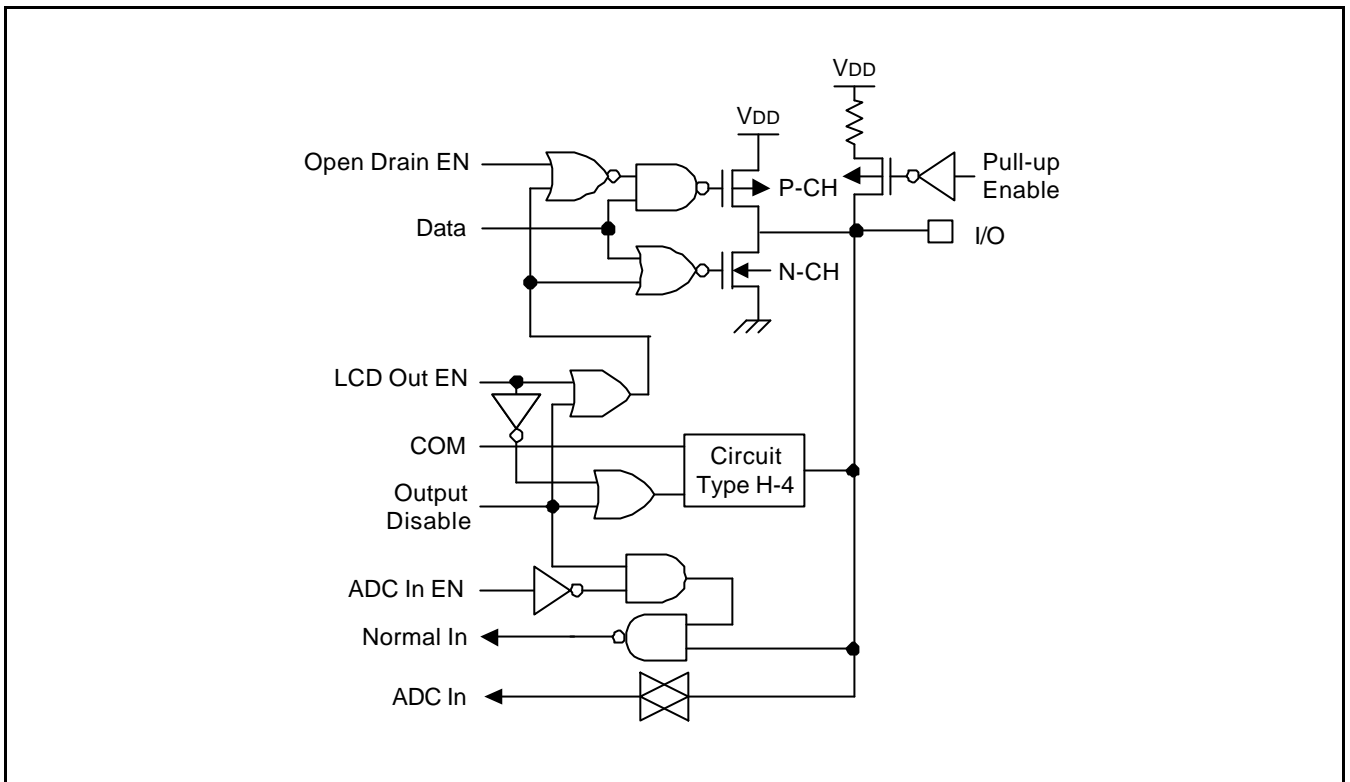 VDD
VDD
Open Drain EN
P-CH
Pull-up
Enable
Data
I/O
N-CH
LCD Out EN
COM
Circuit
Type H-4
Output
Disable
ADC In EN
Normal In
ADC In